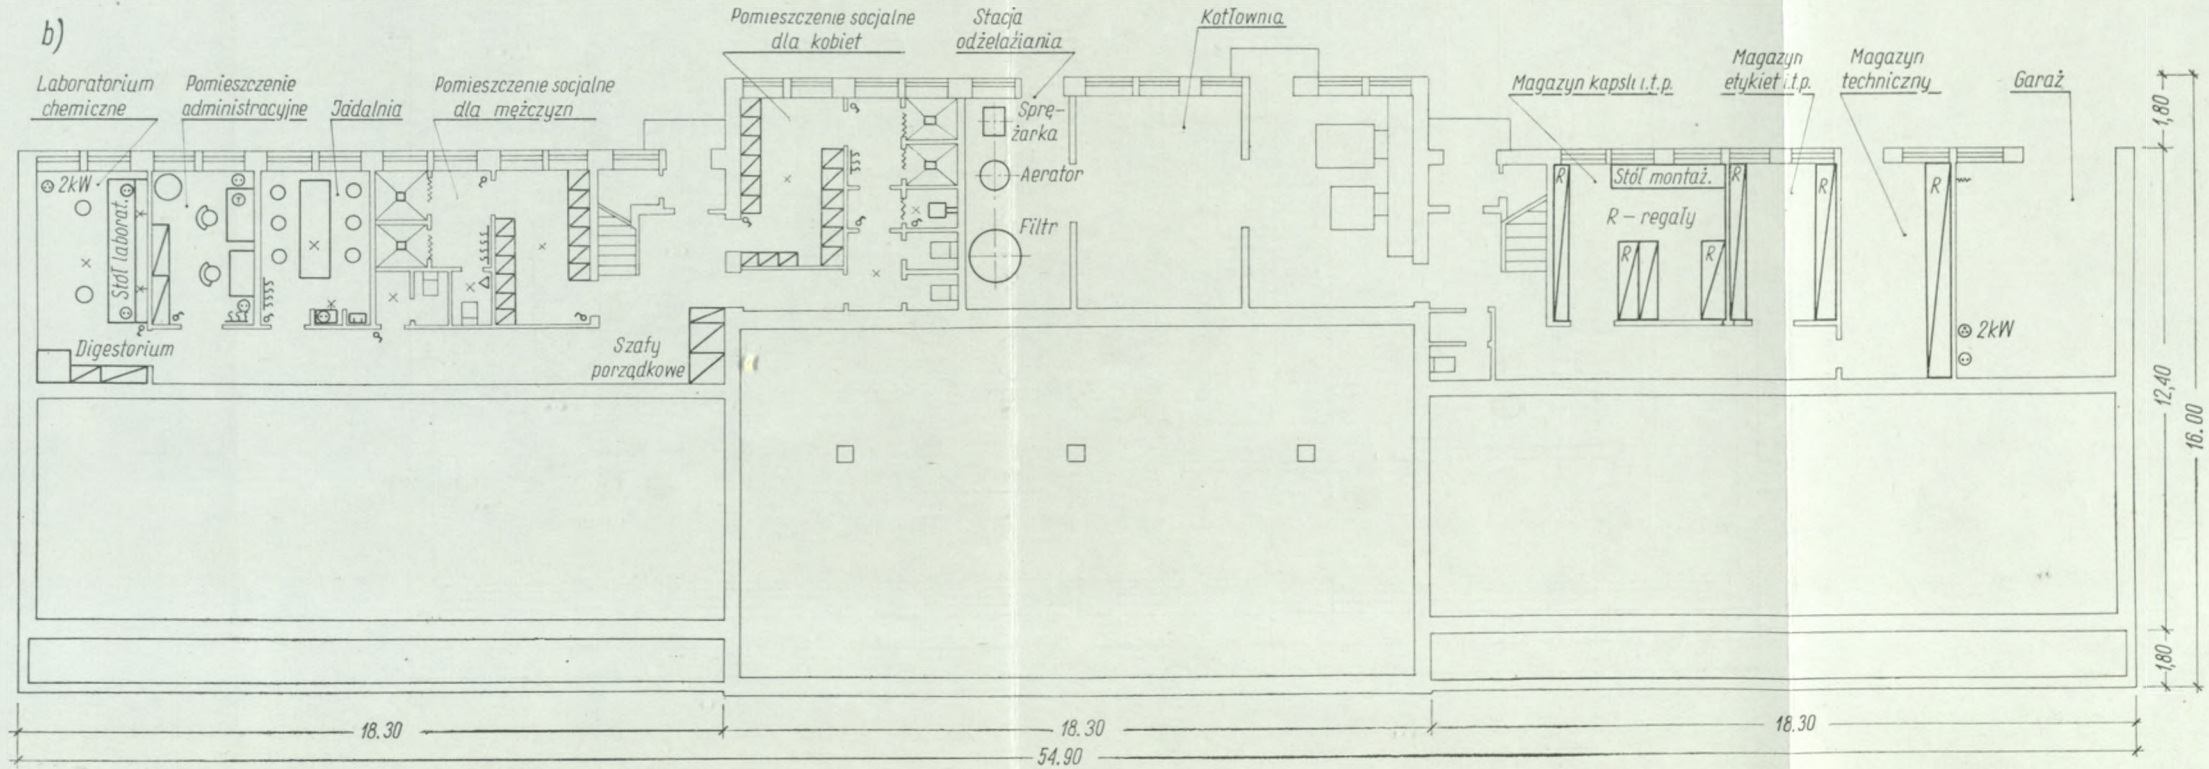 b)
Laboratorium
chemiczne
Pomieszczenie
administracyjne
Jadalnia
Pomieszczenie socjalne
dla mężczyzn
Pomieszczenie socjalne
dla kobiet
Stacja
odżelaźiania
Kotłownia
Magazyn kapsli i.t.p.
Magazyn
etykiet i.t.p.
Magazyn
techniczny
Garaż
2kW
Stół laborat.
Digestorium
Szafy
porządkowe
Sprę-
żarka
Aerator
Filtr
R
Stół montaż.
R
R
R – regały
R
R
R
2kW
1,80
12,40
16.00
1,80
18.30
18.30
18.30
54.90